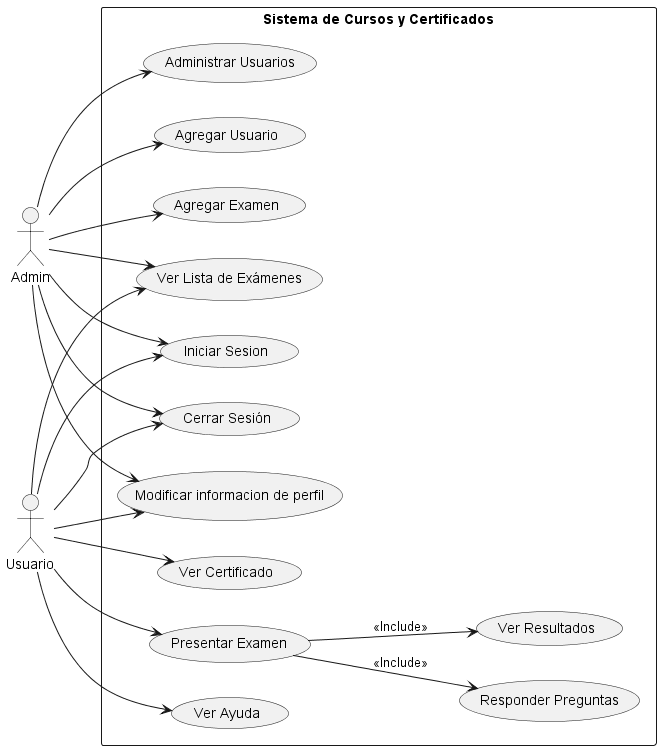 Sistema de Cursos y Certificados
Administrar Usuarios
Agregar Usuario
Agregar Examen
Admin
Ver Lista de Exámenes
Iniciar Sesion
Cerrar Sesión
Modificar informacion de perfil
Usuario
Ver Certificado
Presentar Examen
«Include»
Ver Resultados
«Include»
Responder Preguntas
Ver Ayuda